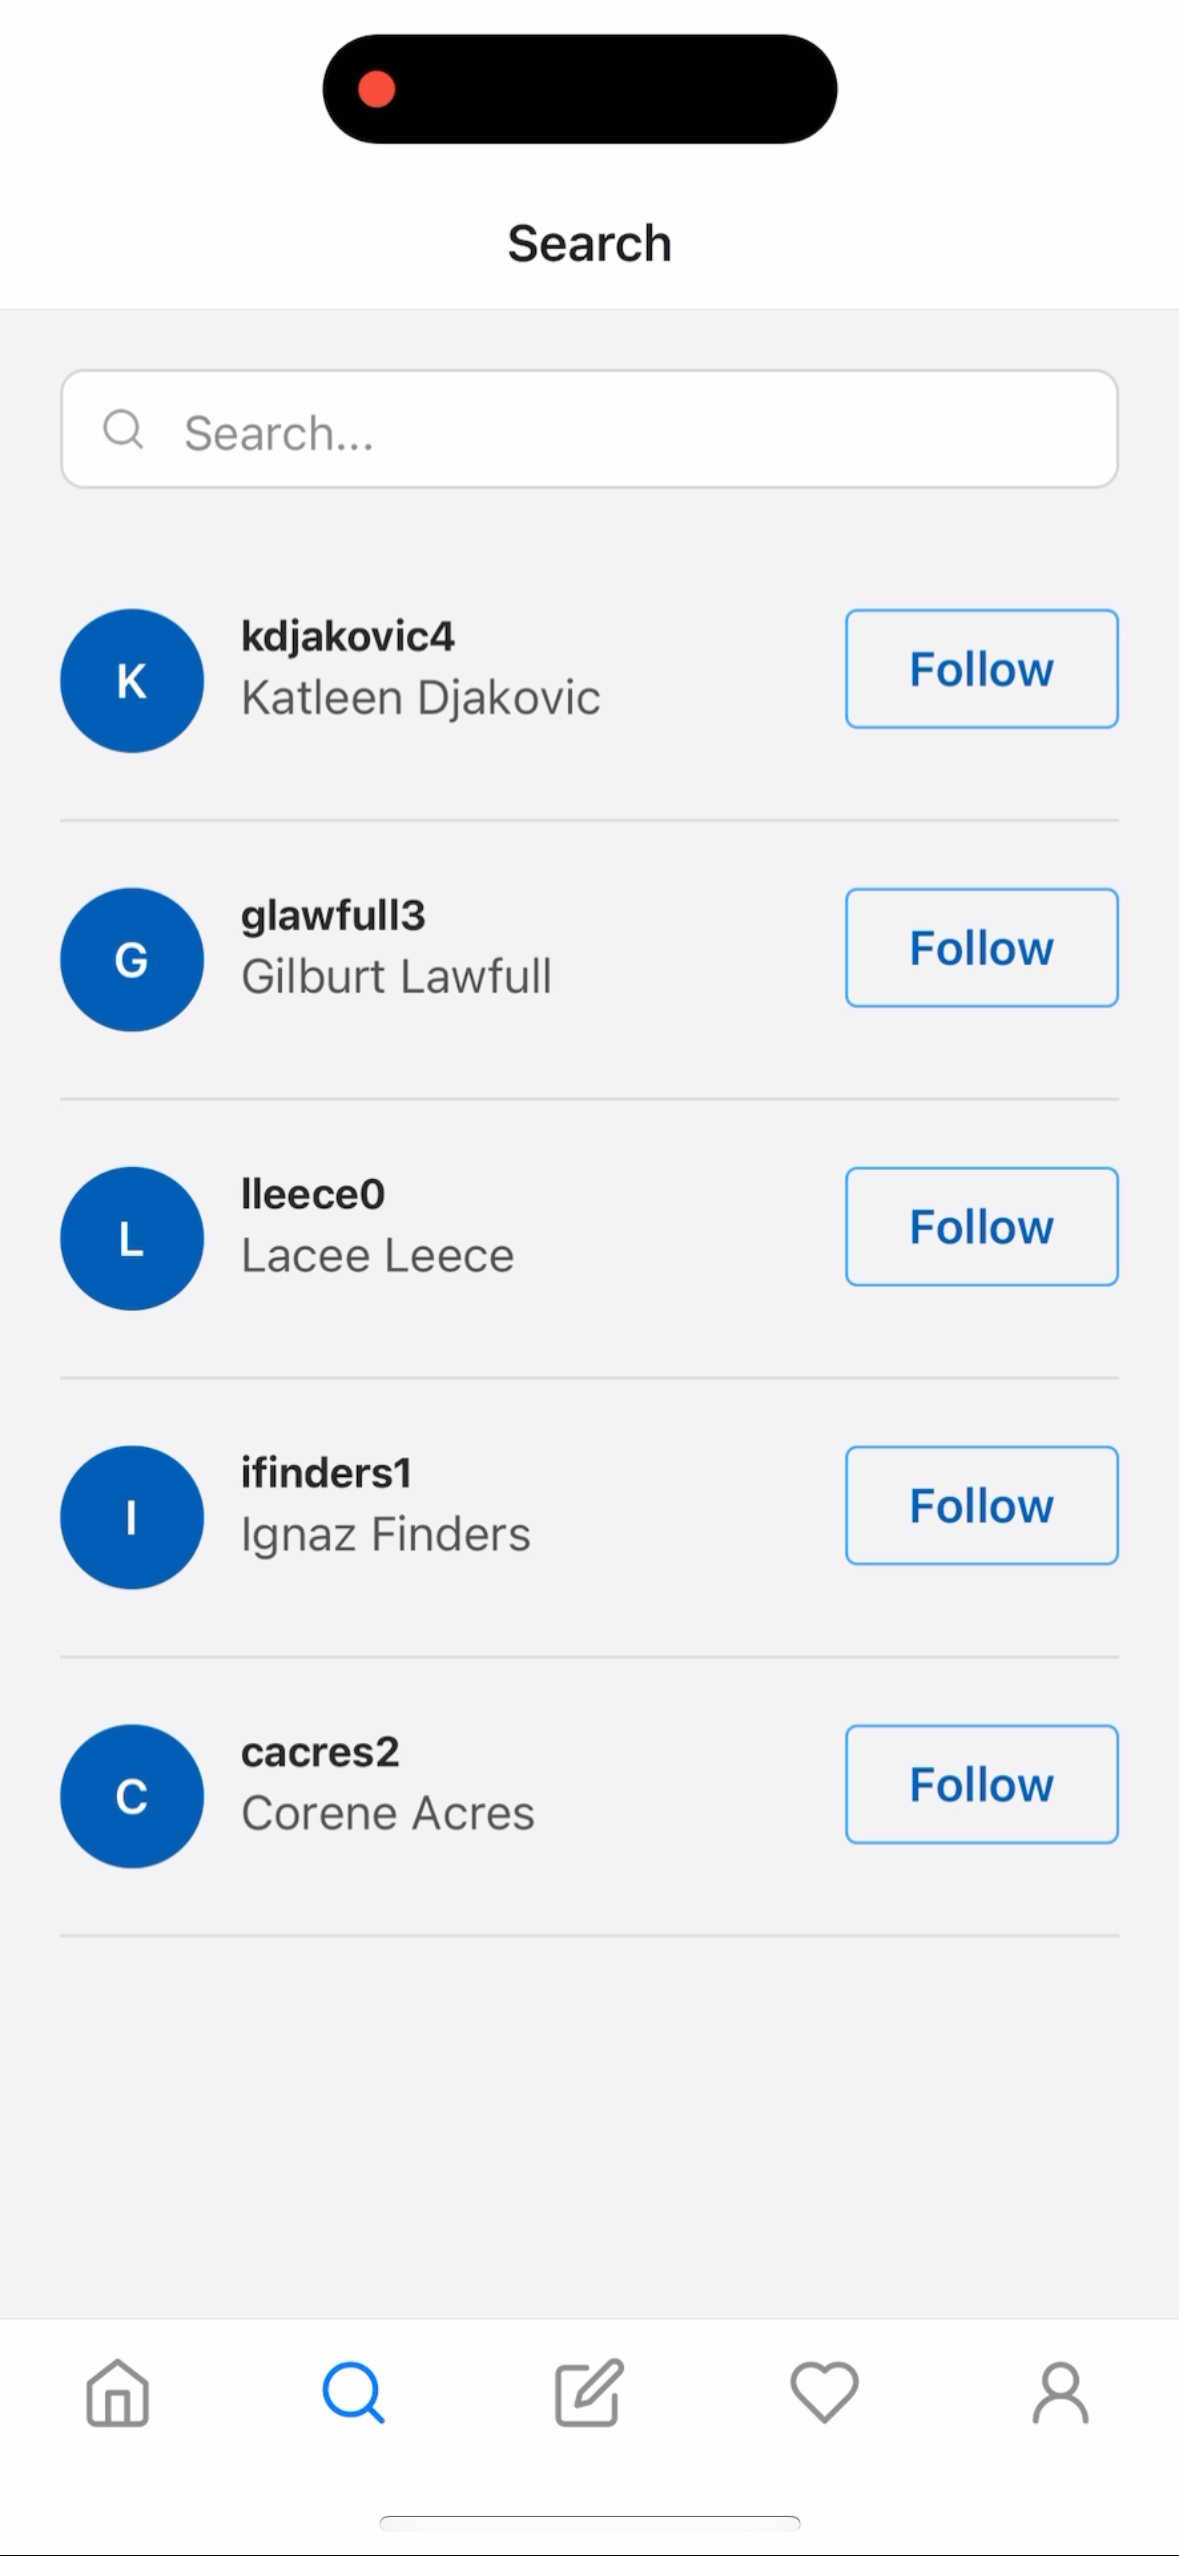 Search
Search...
K
kdjakovic4
Katleen Djakovic
Follow
G
glawfull3
Gilburt Lawfull
Follow
L
lleece0
Lacee Leece
Follow
I
ifinders1
Ignaz Finders
Follow
C
cacres2
Corene Acres
Follow